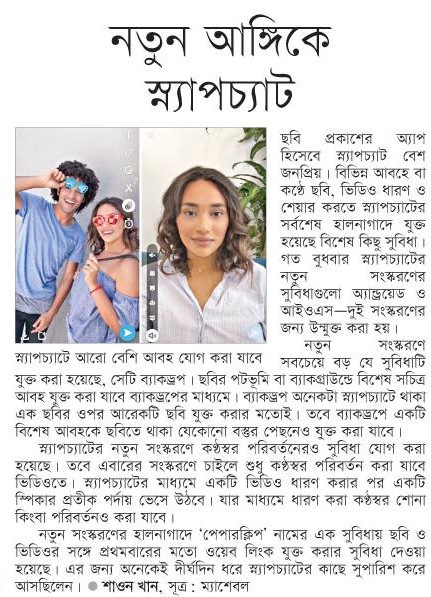 নতুন আঙ্গিকে
স্ন্যাপচ্যাট
ছবি প্রকাশের অ্যাপ
হিসেবে স্ন্যাপচ্যাট বেশ
জনপ্রিয়। বিভিন্ন আবহে বা
কণ্ঠে ছবি, ভিডিও ধারণ ও
শেয়ার করতে স্ন্যাপচ্যাটের
সর্বশেষ হালনাগাদে যুক্ত
হয়েছে বিশেষ কিছু সুবিধা।
গত বুধবার স্ন্যাপচ্যাটের
নতুন সংস্করণের
সুবিধাগুলো অ্যান্ড্রয়েড ও
আইওএস—দুই সংস্করণের
জন্য উন্মুক্ত করা হয়।
নতুন সংস্করণে
স্ন্যাপচ্যাটে আরো বেশি আবহ যোগ করা যাবে
সবচেয়ে বড় যে সুবিধাটি
যুক্ত করা হয়েছে, সেটি ব্যাকড্রপ। ছবির পটভূমি বা ব্যাকগ্রাউন্ডে বিশেষ সচিত্র
আবহ যুক্ত করা যাবে ব্যাকড্রপের মাধ্যমে। ব্যাকড্রপ অনেকটা স্ন্যাপচ্যাটে থাকা
এক ছবির ওপর আরেকটি ছবি যুক্ত করার মতোই। তবে ব্যাকড্রপে একটি
বিশেষ আবহকে ছবিতে থাকা যেকোনো বস্তুর পেছনেও যুক্ত করা যাবে।
স্ন্যাপচ্যাটের নতুন সংস্করণে কণ্ঠস্বর পরিবর্তনেরও সুবিধা যোগ করা
হয়েছে। তবে এবারের সংস্করণে চাইলে শুধু কণ্ঠস্বর পরিবর্তন করা যাবে
ভিডিওতে। স্ন্যাপচ্যাটের মাধ্যমে একটি ভিডিও ধারণ করার পর একটি
স্পিকার প্রতীক পর্দায় ভেসে উঠবে। যার মাধ্যমে ধারণ করা কণ্ঠস্বর শোনা
কিংবা পরিবর্তনও করা যাবে।
নতুন সংস্করণের হালনাগাদে ‘পেপারক্লিপ’ নামের এক সুবিধায় ছবি ও
ভিডিওর সঙ্গে প্রথমবারের মতো ওয়েব লিংক যুক্ত করার সুবিধা দেওয়া
হয়েছে। এর জন্য অনেকেই দীর্ঘদিন ধরে স্ন্যাপচ্যাটের কাছে সুপারিশ করে
আসছিলেন। ● শাওন খান, সূত্র : ম্যাশেবল